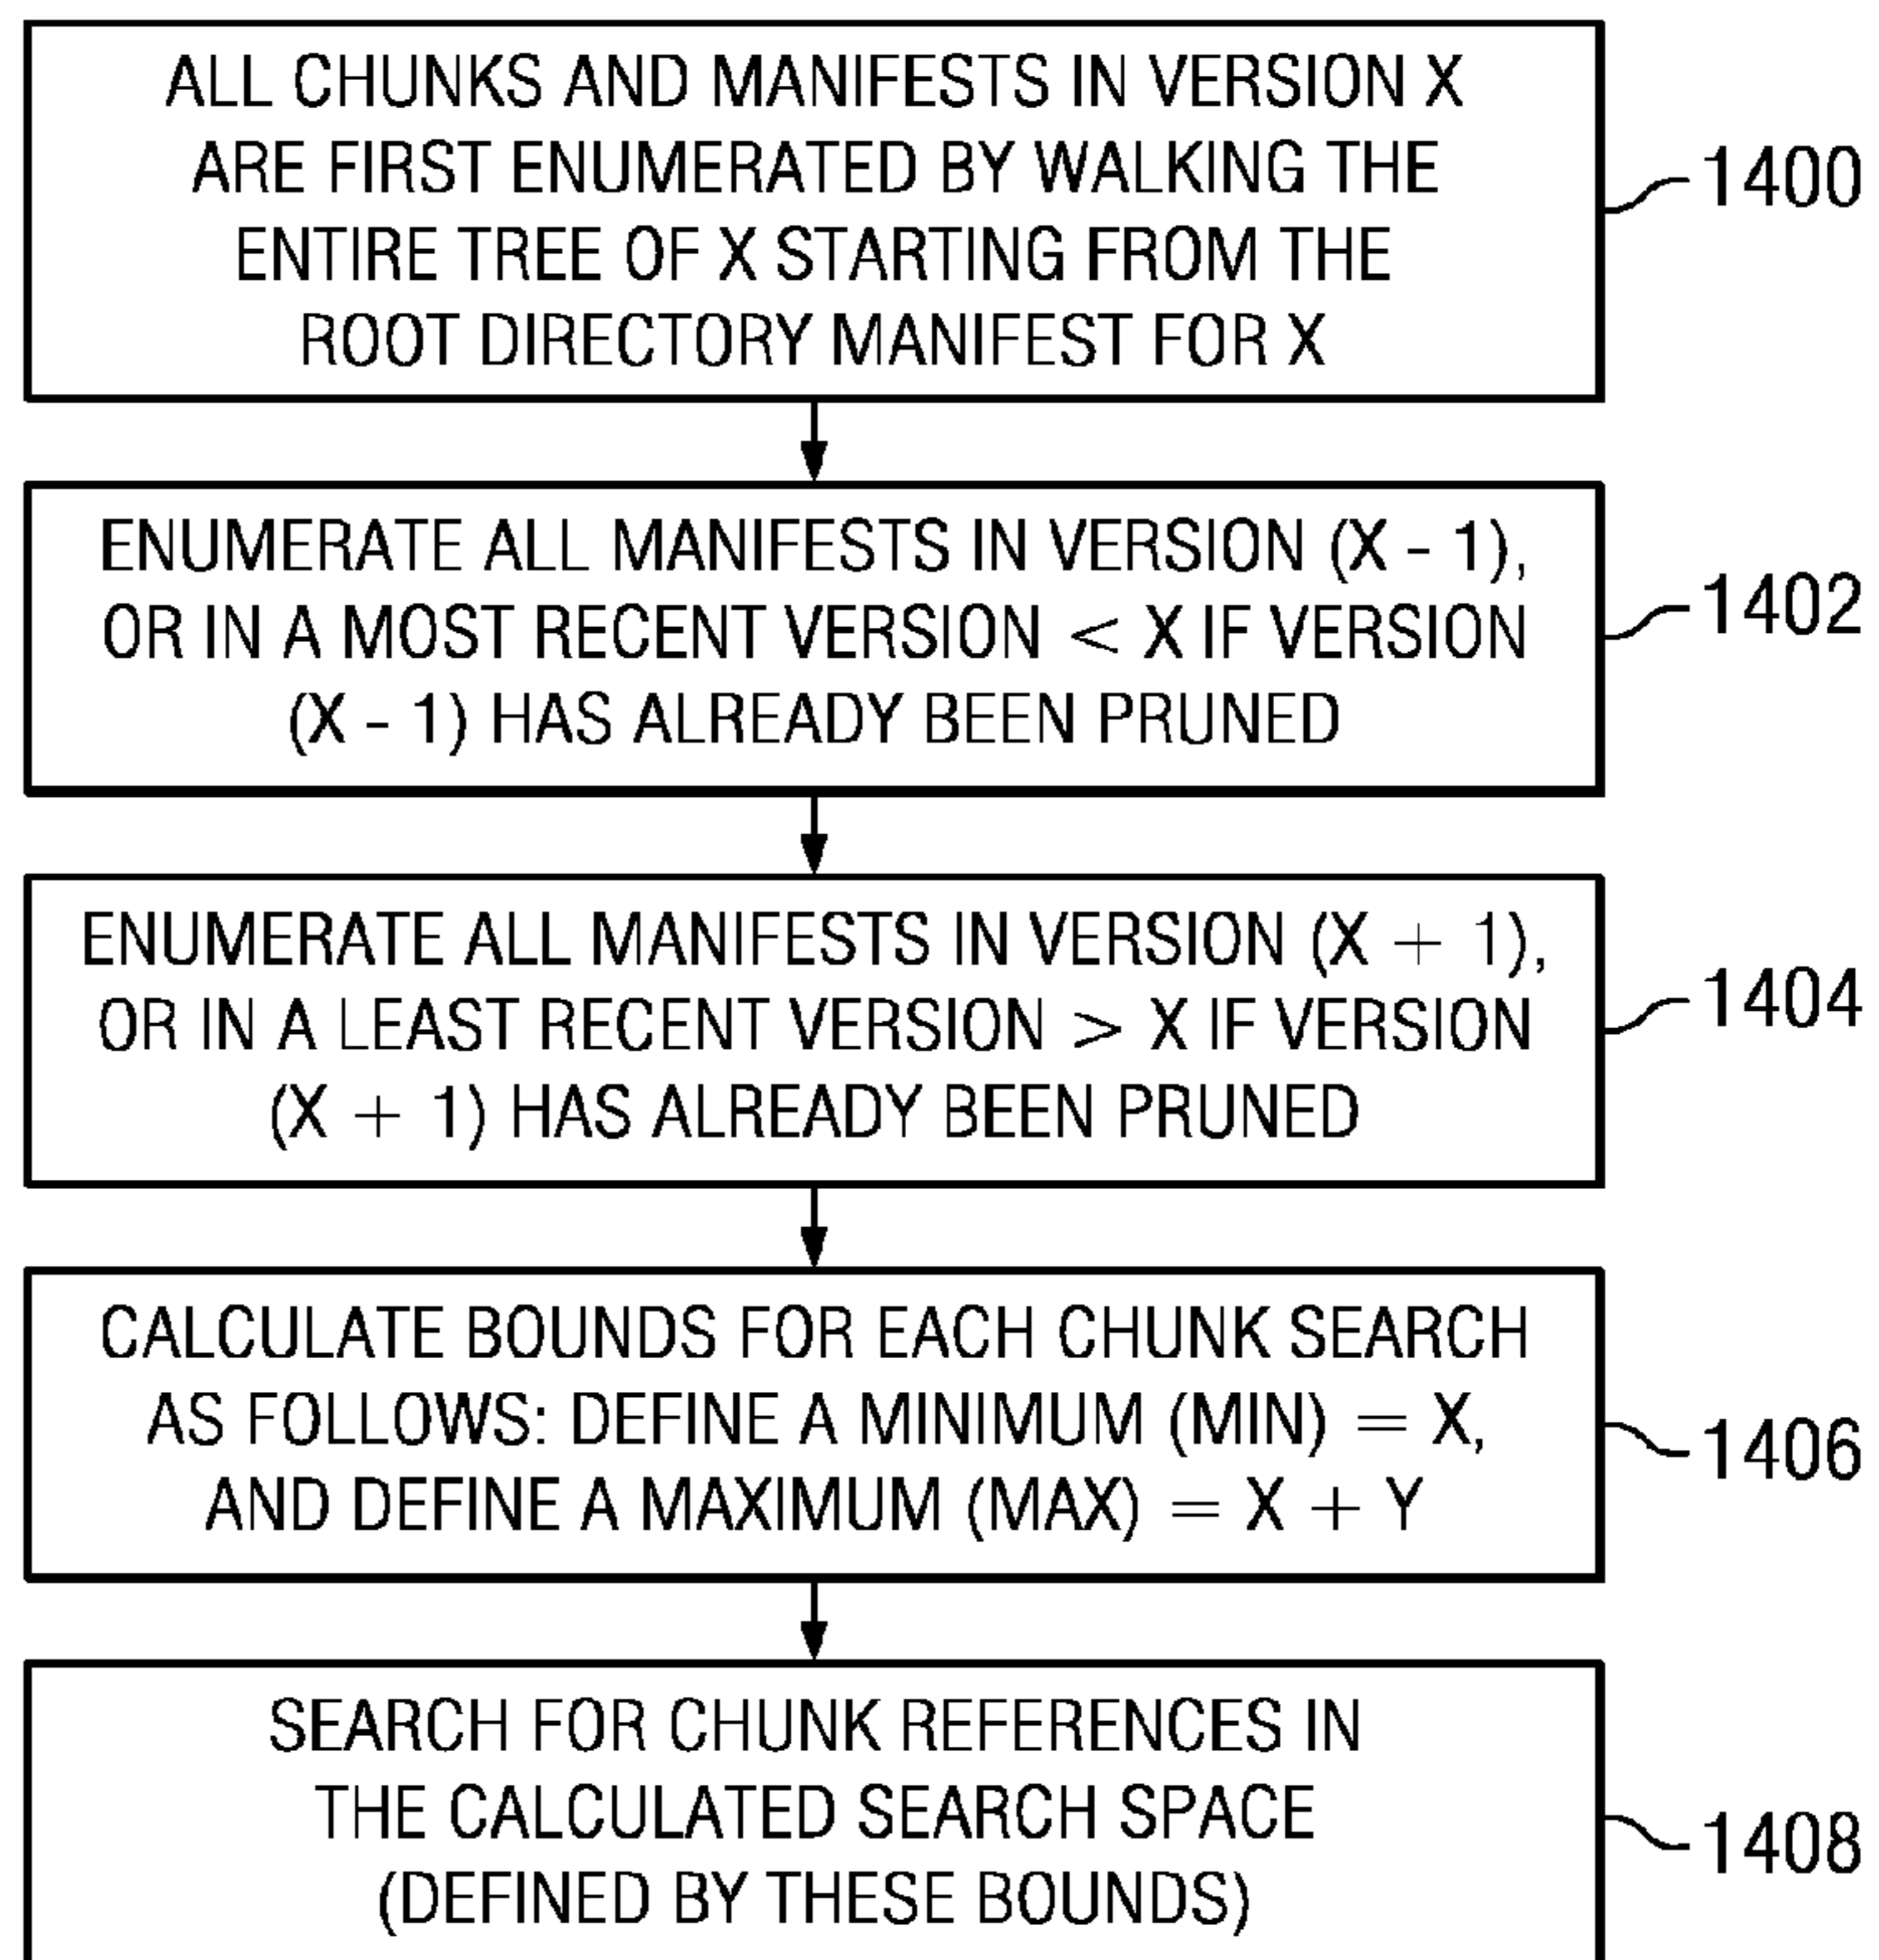 ALL CHUNKS AND MANIFESTS IN VERSION X
ARE FIRST ENUMERATED BY WALKING THE
ENTIRE TREE OF X STARTING FROM THE
ROOT DIRECTORY MANIFEST FOR X
1400
ENUMERATE ALL MANIFESTS IN VERSION (X - 1),
OR IN A MOST RECENT VERSION < X IF VERSION
(X - 1) HAS ALREADY BEEN PRUNED
1402
ENUMERATE ALL MANIFESTS IN VERSION (X + 1),
OR IN A LEAST RECENT VERSION > X IF VERSION
(X + 1) HAS ALREADY BEEN PRUNED
1404
CALCULATE BOUNDS FOR EACH CHUNK SEARCH
AS FOLLOWS: DEFINE A MINIMUM (MIN) = X,
AND DEFINE A MAXIMUM (MAX) = X + Y
1406
SEARCH FOR CHUNK REFERENCES IN
THE CALCULATED SEARCH SPACE
(DEFINED BY THESE BOUNDS)
1408